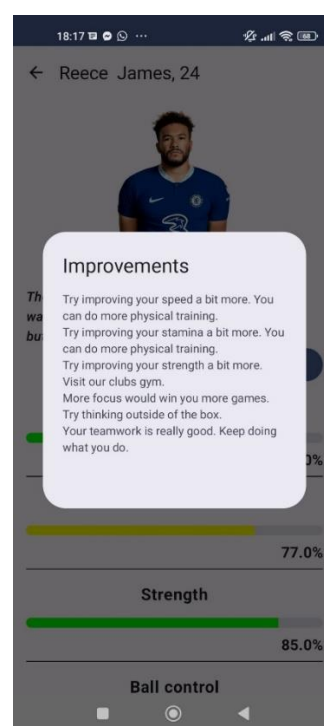 18:17
68
Reece James, 24
Improvements
Try improving your speed a bit more. You
can do more physical training.
Try improving your stamina a bit more. You
can do more physical training.
Try improving your strength a bit more.
Visit our clubs gym.
More focus would win you more games.
Try thinking outside of the box.
Your teamwork is really good. Keep doing
what you do.
Th
wa
bu
0%
77.0%
Strength
85.0%
Ball control